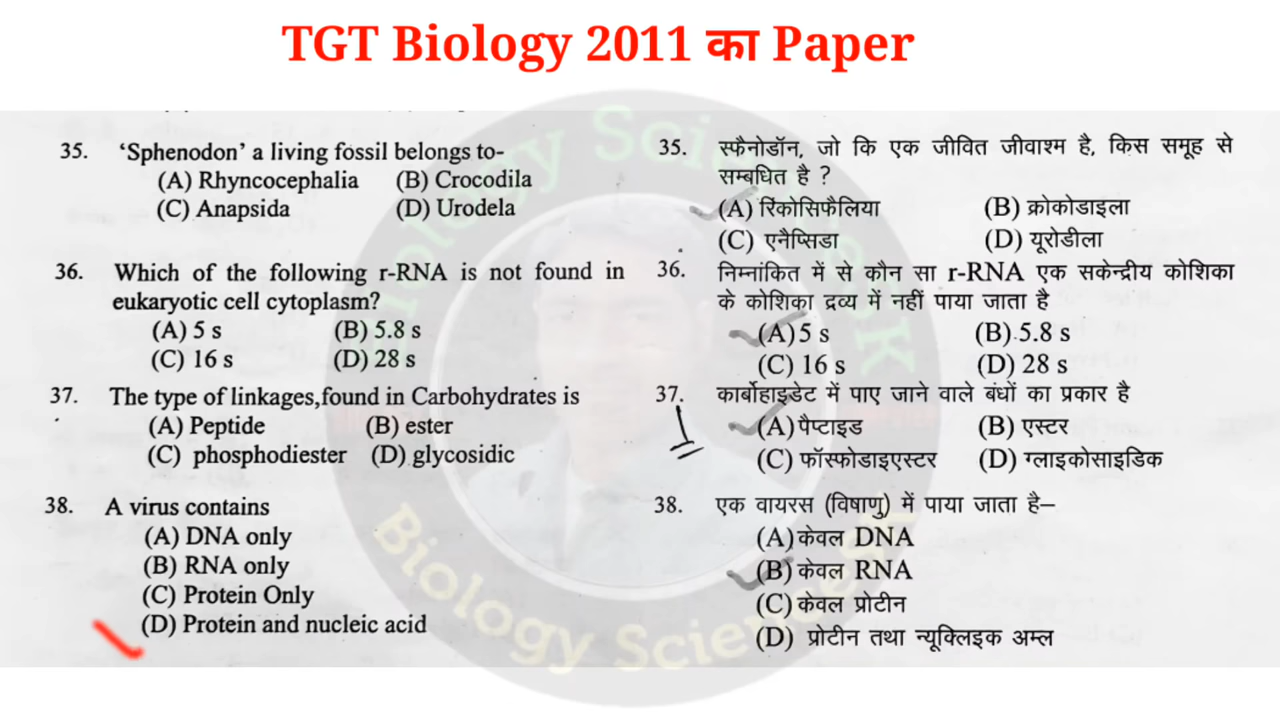 TGT Biology 2011 का Paper
35. ‘Sphenodon’ a living fossil belongs to-
(A) Rhyncocephalia (B) Crocodila
(C) Anapsida (D) Urodela
36. Which of the following r-RNA is not found in
eukaryotic cell cytoplasm?
(A) 5 s (B) 5.8 s
(C) 16 s (D) 28 s
37. The type of linkages,found in Carbohydrates is
(A) Peptide (B) ester
(C) phosphodiester (D) glycosidic
38. A virus contains
(A) DNA only
(B) RNA only
(C) Protein Only
(D) Protein and nucleic acid
35. स्फैनोडॉन, जो कि एक जीवित जीवाश्म है, किस समूह से
सम्बधित है ?
(A) रिंकोसिफैलिया (B) क्रोकोडाइला
(C) एनैप्सिडा (D) यूरोडीला
36. निम्नांकित में से कौन सा r-RNA एक सकेन्द्रीय कोशिका
के कोशिका द्रव्य में नहीं पाया जाता है
(A) 5 s (B) 5.8 s
(C) 16 s (D) 28 s
37. कार्बोहाइडेट में पाए जाने वाले बंधों का प्रकार है
(A) पैप्टाइड (B) एस्टर
(C) फॉस्फोडाइएस्टर (D) ग्लाइकोसाइडिक
38. एक वायरस (विषाणु) में पाया जाता है–
(A) केवल DNA
(B) केवल RNA
(C) केवल प्रोटीन
(D) प्रोटीन तथा न्यूक्लिइक अम्ल